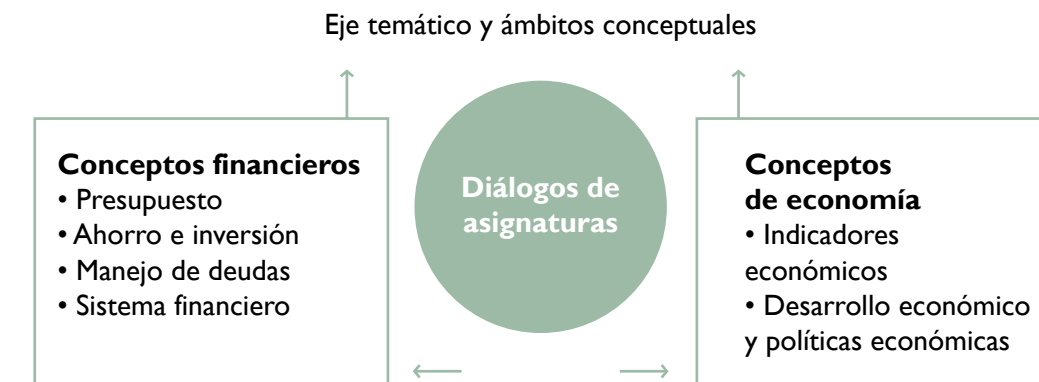 Eje temático y ámbitos conceptuales
Conceptos financieros
• Presupuesto
• Ahorro e inversión
• Manejo de deudas
• Sistema financiero
Diálogos de
asignaturas
Conceptos
de economía
• Indicadores
económicos
• Desarrollo económico
y políticas económicas